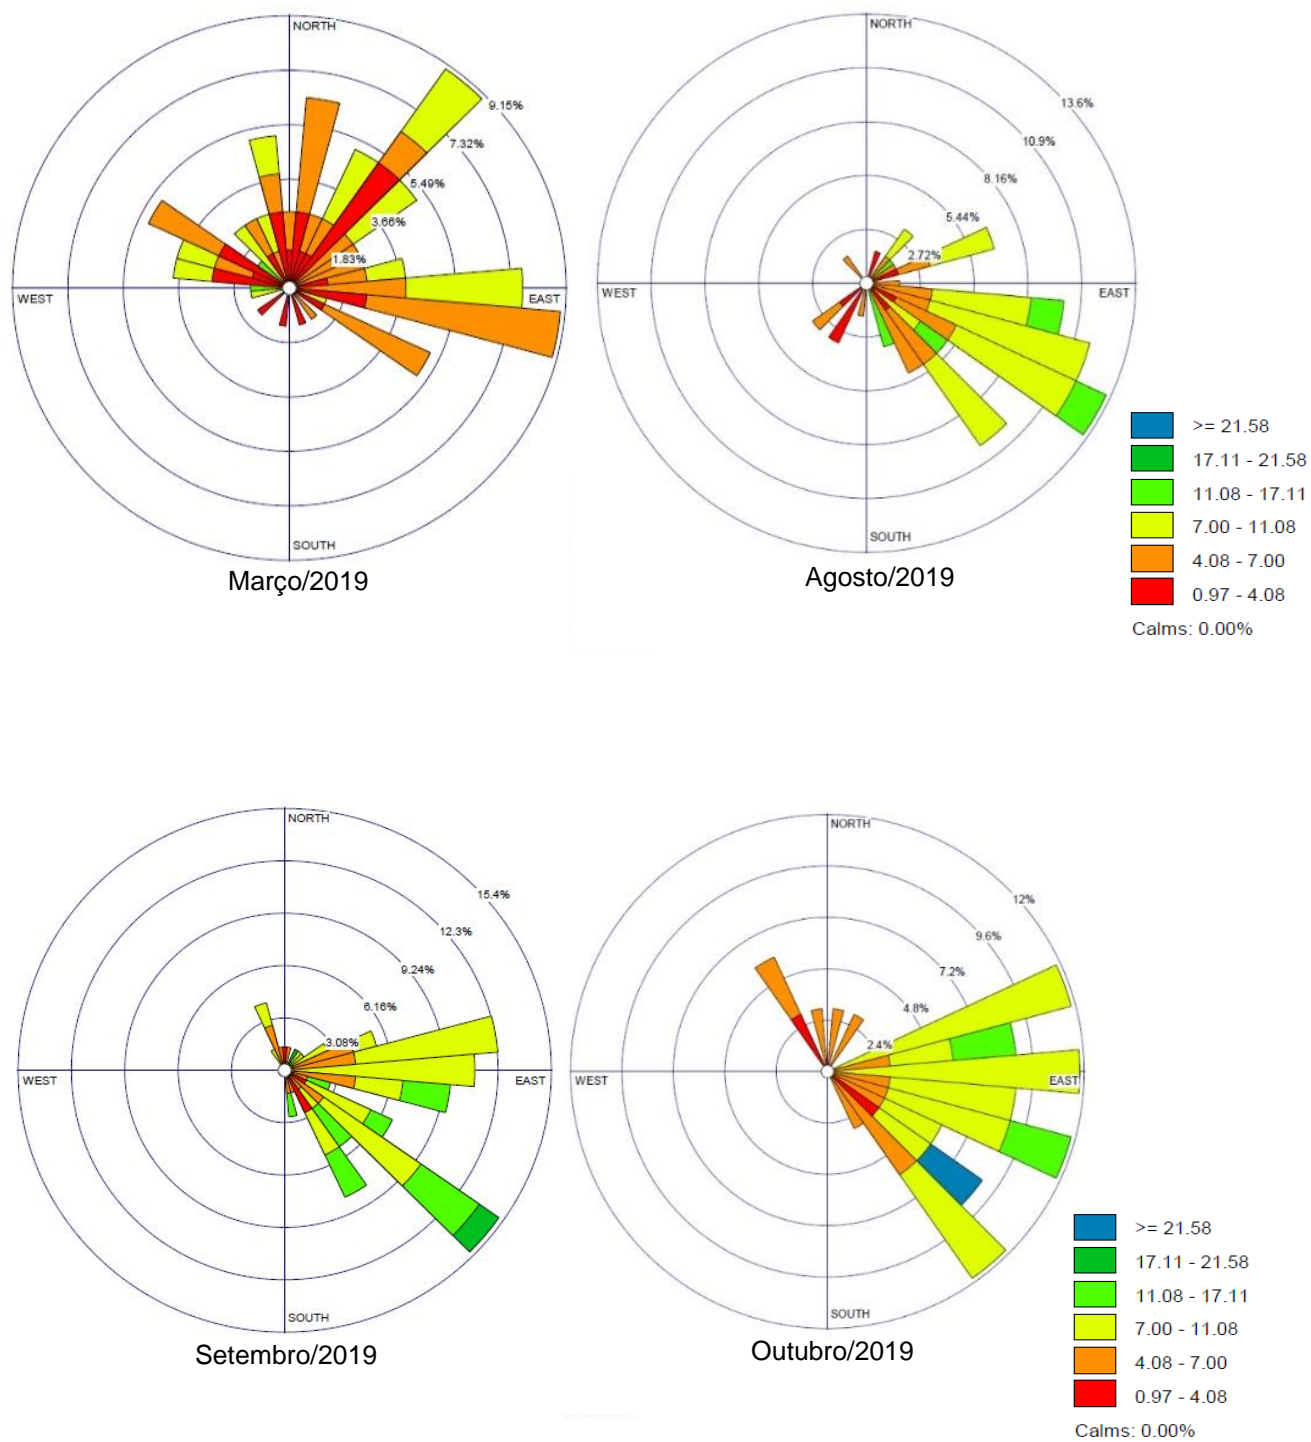 NORTH
9.15%
7.32%
5.49%
3.66%
1.83%
WEST
EAST
SOUTH
Março/2019
NORTH
13.6%
10.9%
8.16%
5.44%
2.72%
WEST
EAST
SOUTH
Agosto/2019
>= 21.58
17.11 - 21.58
11.08 - 17.11
7.00 - 11.08
4.08 - 7.00
0.97 - 4.08
Calms: 0.00%
NORTH
15.4%
12.3%
9.24%
6.16%
3.08%
WEST
EAST
SOUTH
Setembro/2019
NORTH
12%
9.6%
7.2%
4.8%
2.4%
WEST
EAST
SOUTH
Outubro/2019
>= 21.58
17.11 - 21.58
11.08 - 17.11
7.00 - 11.08
4.08 - 7.00
0.97 - 4.08
Calms: 0.00%